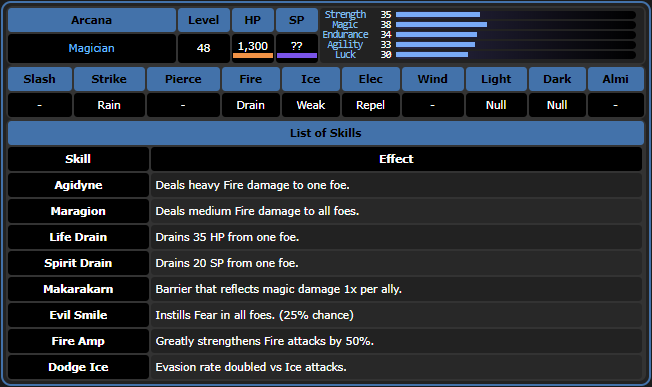 Arcana Level HP SP
Magician 48 1,300 ??
Strength 35
Magic 38
Endurance 34
Agility 33
Luck 30
Slash Strike Pierce Fire Ice Elec Wind Light Dark Almi
- Rain - Drain Weak Repel - Null Null -
List of Skills
Skill Effect
Agidyne Deals heavy Fire damage to one foe.
Maragion Deals medium Fire damage to all foes.
Life Drain Drains 35 HP from one foe.
Spirit Drain Drains 20 SP from one foe.
Makarakarn Barrier that reflects magic damage 1x per ally.
Evil Smile Instills Fear in all foes. (25% chance)
Fire Amp Greatly strengthens Fire attacks by 50%.
Dodge Ice Evasion rate doubled vs Ice attacks.